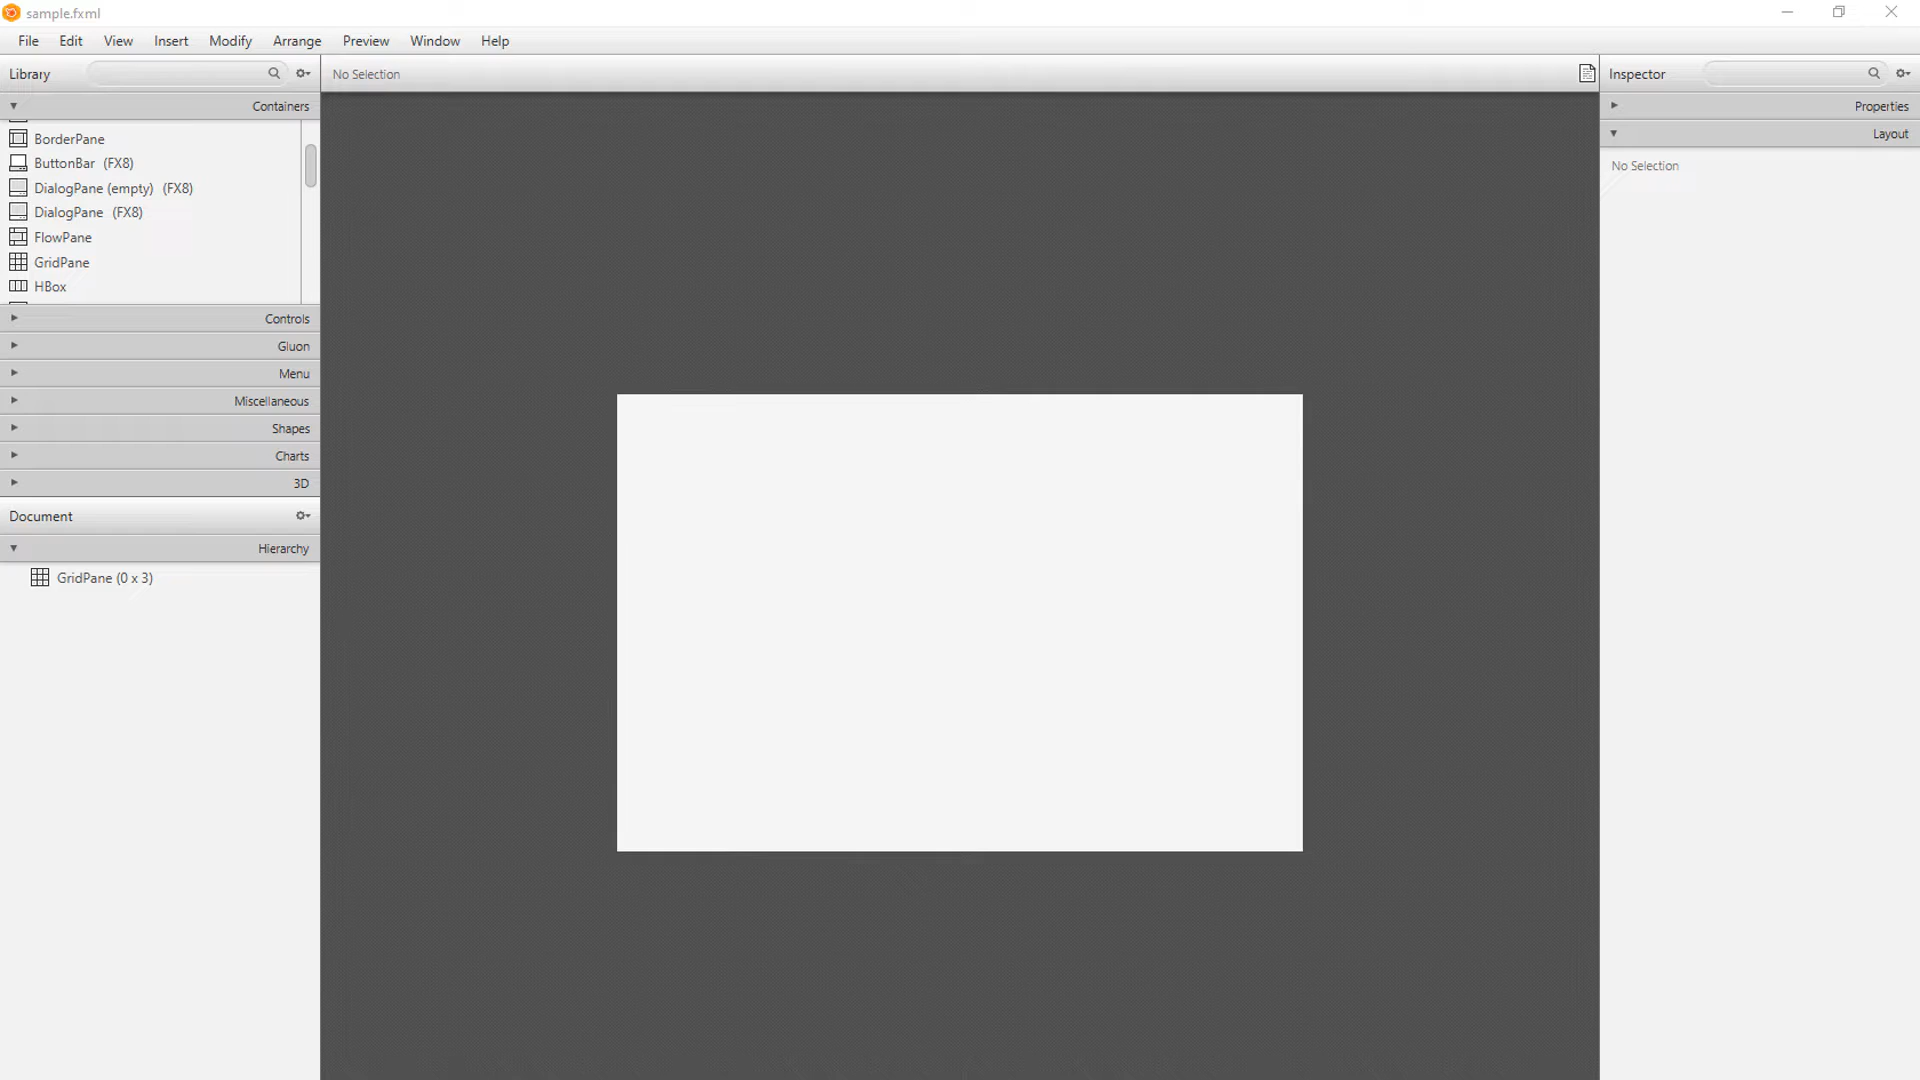 sample.fxml
File Edit View Insert Modify Arrange Preview Window Help
Library
No Selection
Inspector
Containers
BorderPane
ButtonBar (FX8)
DialogPane (empty) (FX8)
DialogPane (FX8)
FlowPane
GridPane
HBox
Controls
Gluon
Menu
Miscellaneous
Shapes
Charts
3D
Document
Hierarchy
GridPane (0 x 3)
Properties
Layout
No Selection